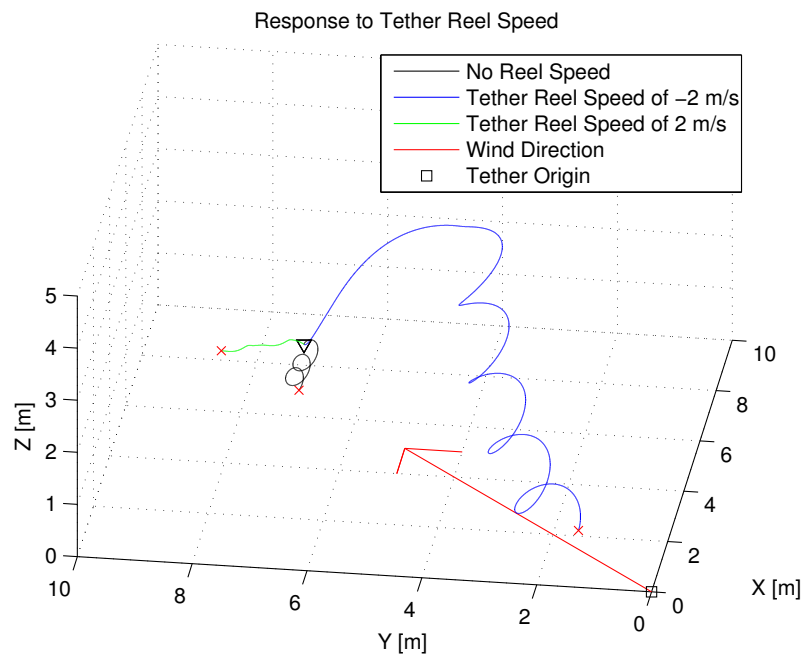 Response to Tether Reel Speed
No Reel Speed
Tether Reel Speed of −2 m/s
Tether Reel Speed of 2 m/s
Wind Direction
Tether Origin
5
4
3
2
1
0
Z [m]
10
8
6
4
2
0
Y [m]
10
8
6
4
2
0
X [m]